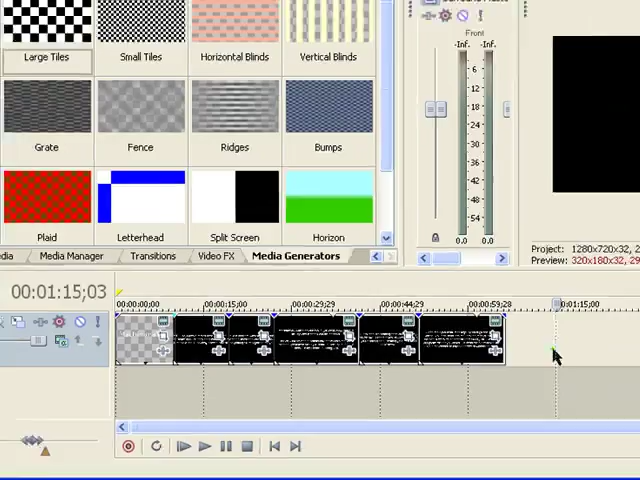 Front
-Inf. -Inf.
6
12
18
24
30
36
42
48
54
0.0 0.0
Large Tiles Small Tiles Horizontal Blinds Vertical Blinds
Grate Fence Ridges Bumps
Plaid Letterhead Split Screen Horizon
dia Media Manager Transitions Video FX Media Generators
Project: 1280x720x32, 2
Preview: 320x180x32, 29
00:01:15;03
00:00:00;00 00:00:15;00 00:00:29;29 00:00:44;29 00:00:59;28 00:01:15;00